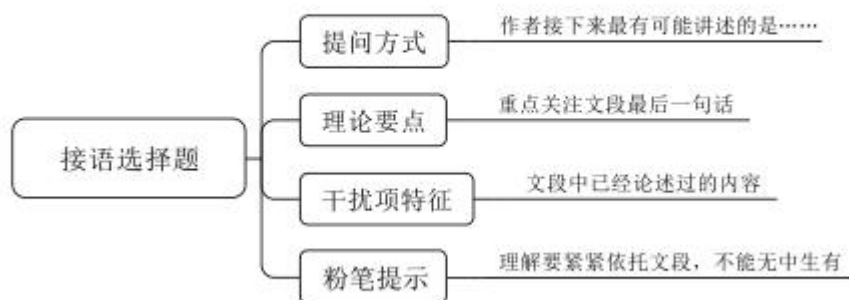 接语选择题
提问方式
作者接下来最有可能讲述的是……
理论要点
重点关注文段最后一句话
干扰项特征
文段中已经论述过的内容
粉笔提示
理解要紧紧依托文段，不能无中生有